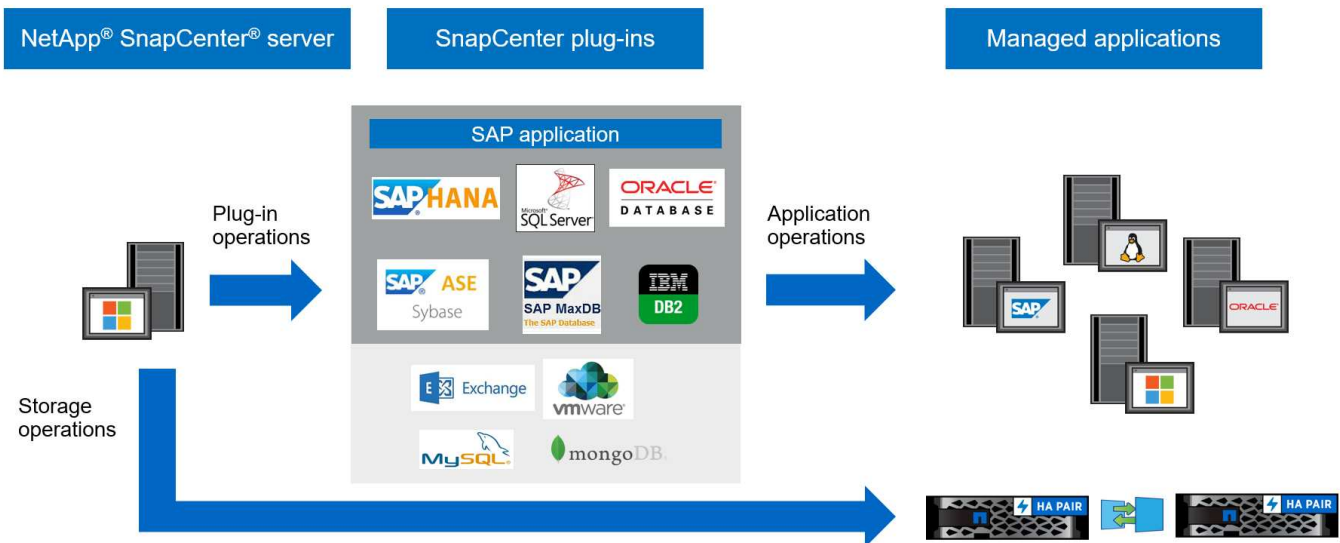 NetApp® SnapCenter® server
SnapCenter plug-ins
Managed applications
SAP application
SAP® HANA
Microsoft®
SQL Server®
ORACLE®
DATABASE
Plug-in
operations
Application
operations
SAP® ASE
Sybase
SAP
SAP MaxDB
The SAP Database
IBM
DB2
SAP
ORACLE
E Exchange
vmware®
MySQL®
mongoDB.
Storage
operations
HA PAIR
HA PAIR